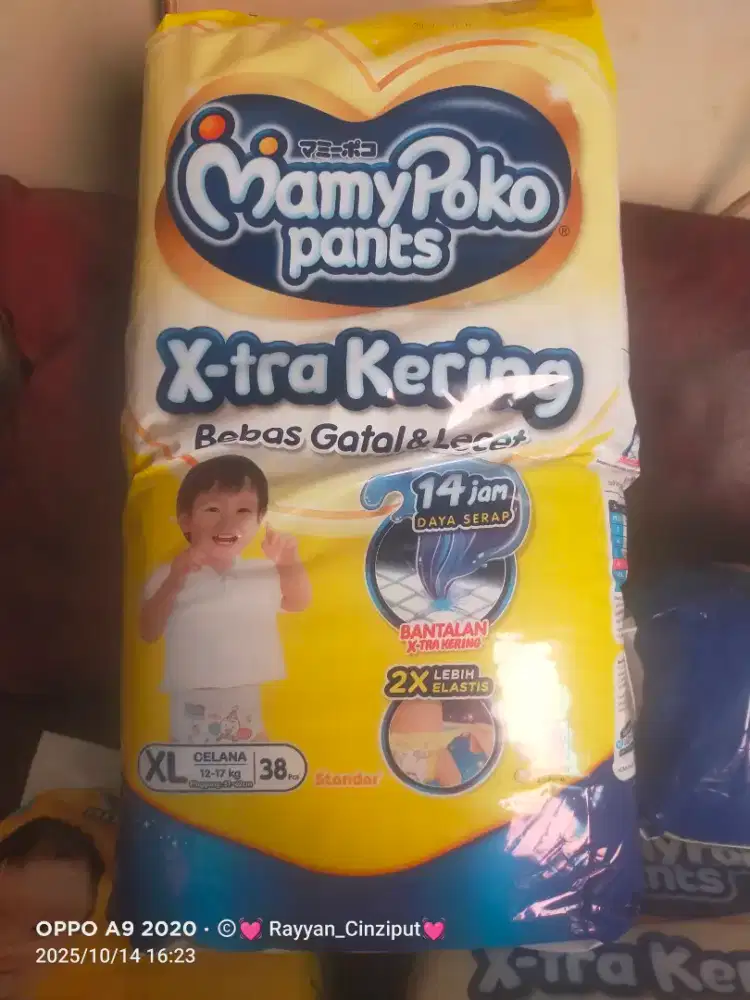 マミーポコ
MamyPoko
pants
X-tra Kering
Bebas Gatal & Lecet
14 jam
DAYA SERAP
BANTALAN
X-TRA KERING
2X LEBIH
ELASTIS
XL CELANA
12-17 kg
38 Pcs
Standar
OPPO A9 2020 · ©💓 Rayyan_Cinziput💓
2025/10/14 16:23
X-tra Ker